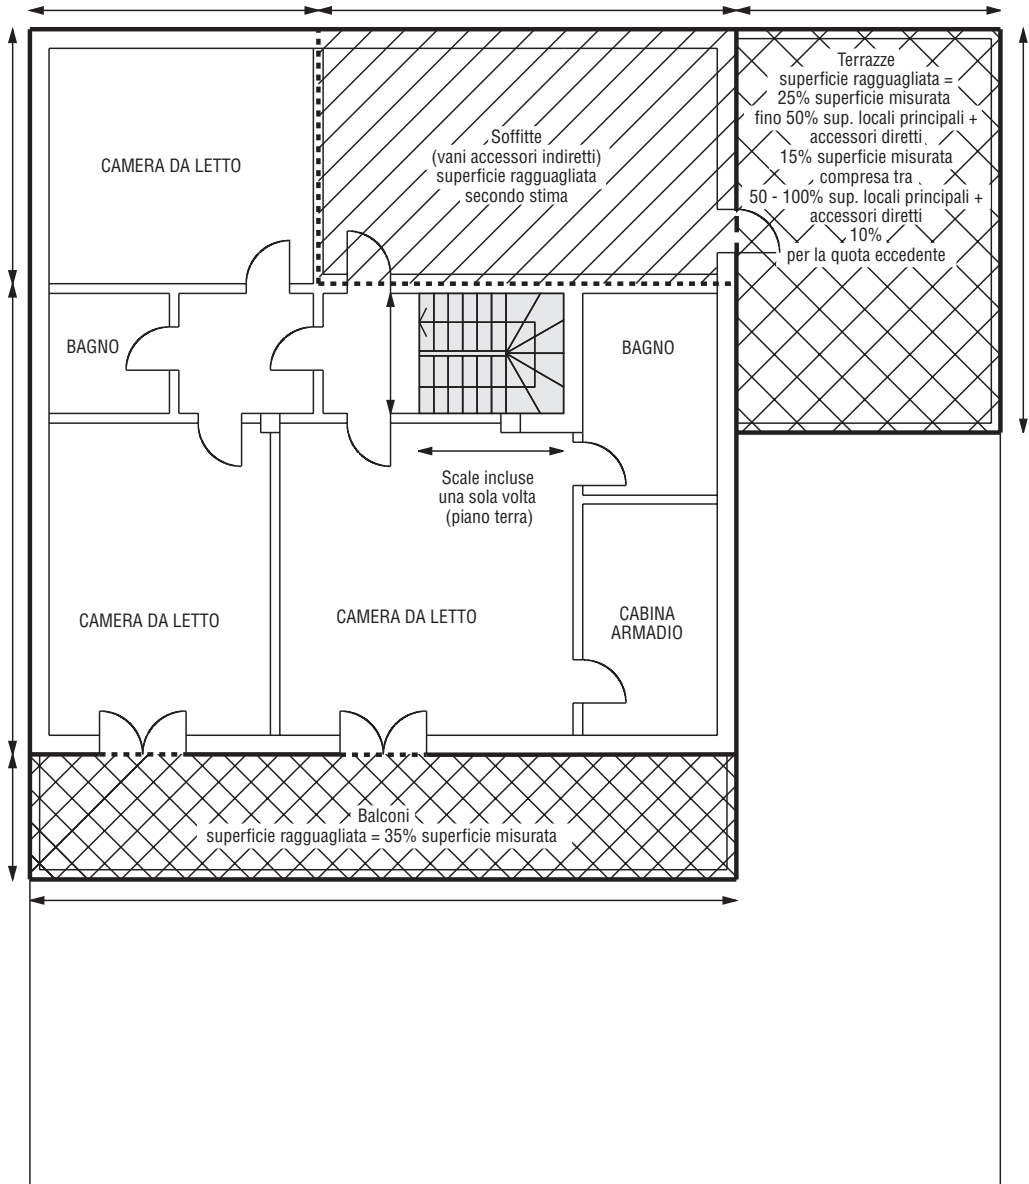 CAMERA DA LETTO
Soffitte
(vani accessori indiretti)
superficie ragguagliata
secondo stima
Terrazze
superficie ragguagliata =
25% superficie misurata
fino 50% sup. locali principali +
accessori diretti
15% superficie misurata
compresa tra
50 - 100% sup. locali principali +
accessori diretti
10%
per la quota eccedente
BAGNO
BAGNO
Scale incluse
una sola volta
(piano terra)
CAMERA DA LETTO
CAMERA DA LETTO
CABINA
ARMADIO
Balconi
superficie ragguagliata = 35% superficie misurata